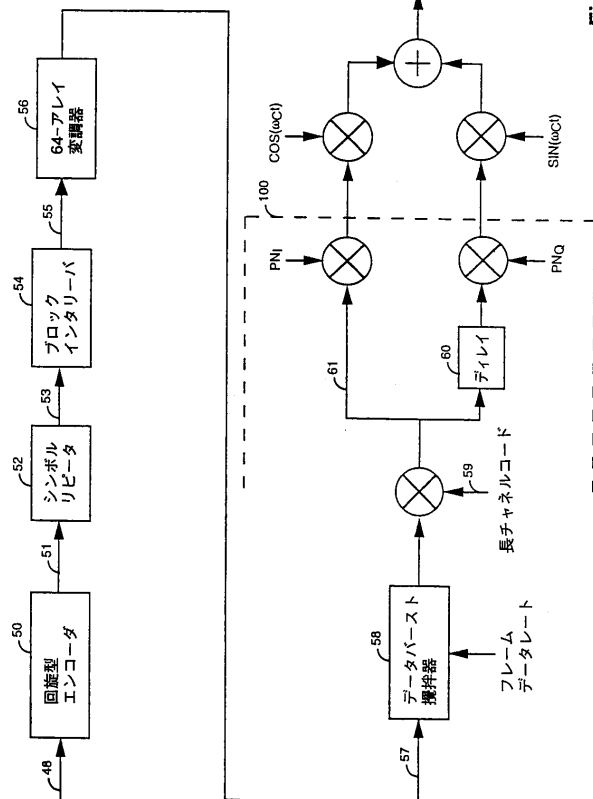 48
50
回旋型
エンコーダ
51
52
シンボル
リピータ
53
54
ブロック
インタリーバ
55
56
64-アレイ
変調器
57
58
データバースト
攪拌器
フレーム
データレート
59
長チャネルコード
61
60
ディレイ
PNI
PNQ
100
COS(ωCt)
SIN(ωCt)